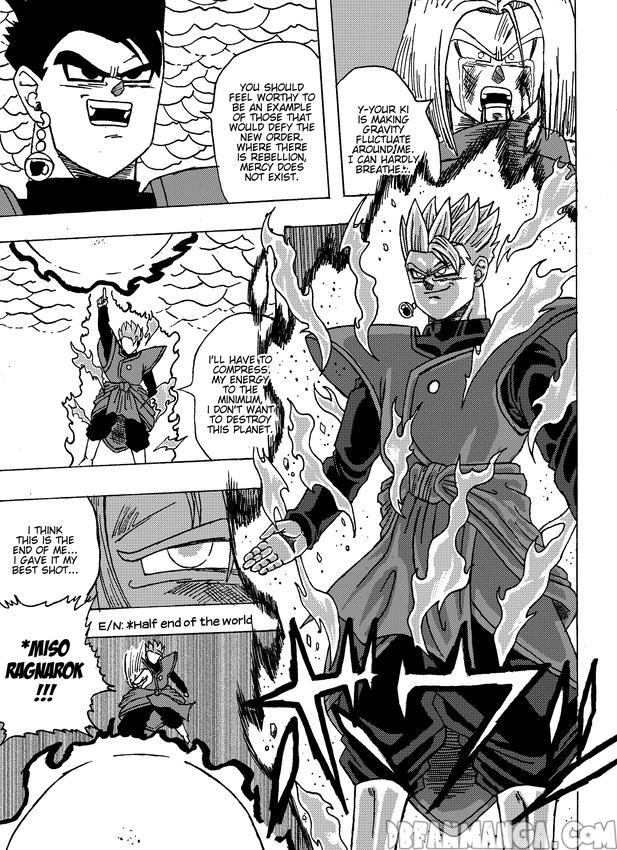 Y-YOUR KI
IS MAKING
GRAVITY
FLUCTUATE
AROUND/ME.
I CAN HARDLY
BREATHE...
YOU SHOULD
FEEL WORTHY TO
BE AN EXAMPLE
OF THOSE THAT
WOULD DEFY THE
NEW ORDER.
WHERE THERE
IS REBELLION,
MERCY DOES
NOT EXIST.
I'LL HAVE TO
COMPRESS
MY ENERGY
TO THE
MINIMUM,
I DON'T WANT
TO DESTROY
THIS PLANET.
I THINK
THIS IS THE
END OF ME...
I GAVE IT MY
BEST SHOT...
E/N: *Half end of the world
*MISO
RAGNAROK
!!!
DBFANMANGA.COM